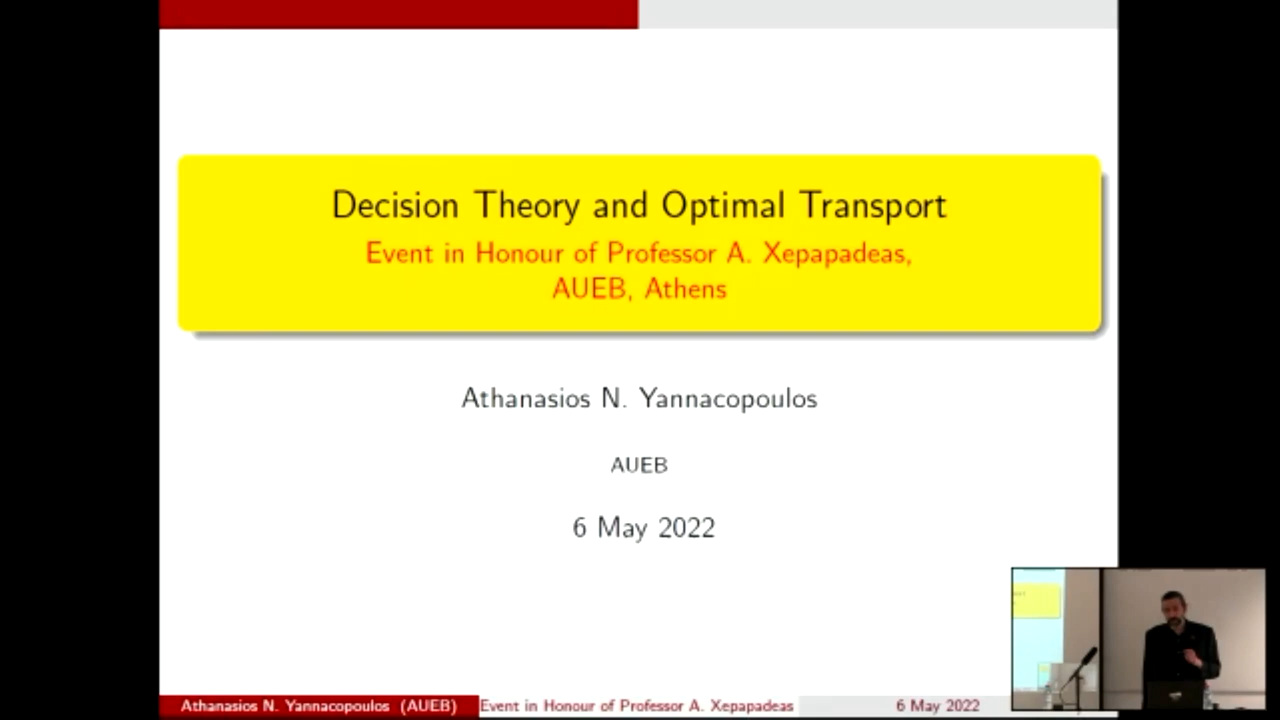 Decision Theory and Optimal Transport
Event in Honour of Professor A. Xepapadeas,
AUEB, Athens
Athanasios N. Yannacopoulos
AUEB
6 May 2022
Athanasios N. Yannacopoulos (AUEB)
Event in Honour of Professor A. Xepapadeas
6 May 2022